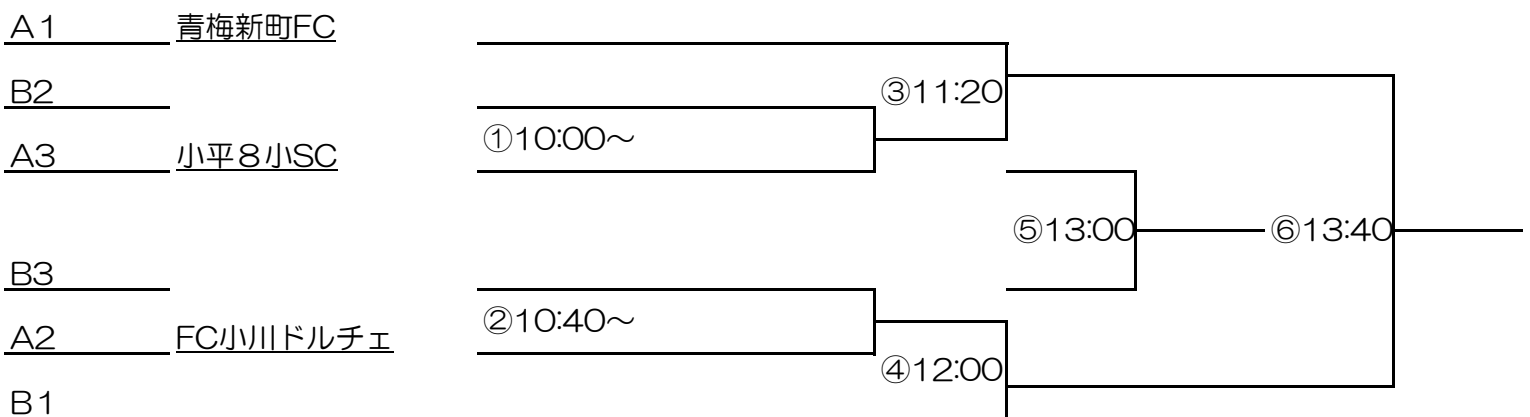 A1 青梅新町FC
B2 ③11:20
①10:00～
A3 小平８小SC
⑤13:00 ⑥13:40
B3
②10:40～
A2 FC小川ドルチェ
④12:00
B1